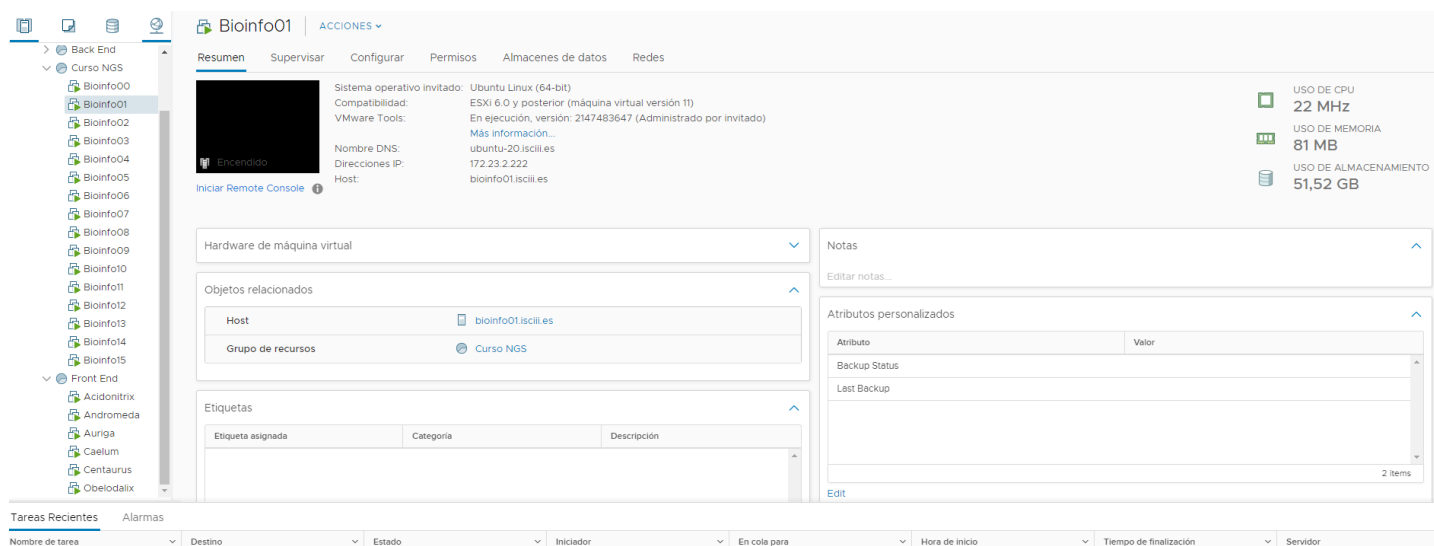 Back End
Curso NGS
Bioinfo00
Bioinfo01
Bioinfo02
Bioinfo03
Bioinfo04
Bioinfo05
Bioinfo06
Bioinfo07
Bioinfo08
Bioinfo09
Bioinfo10
Bioinfo11
Bioinfo12
Bioinfo13
Bioinfo14
Bioinfo15
Front End
Acidonitrix
Andromeda
Auriga
Caelum
Centaurus
Obelodalix
Bioinfo01 ACCIONES
Resumen Supervisar Configurar Permisos Almacenes de datos Redes
Encendido
Iniciar Remote Console
Sistema operativo invitado: Ubuntu Linux (64-bit)
Compatibilidad: ESXi 6.0 y posterior (máquina virtual versión 11)
VMware Tools: En ejecución, versión: 2147483647 (Administrado por invitado)
Más información...
Nombre DNS: ubuntu-20.isciii.es
Direcciones IP: 172.23.2.222
Host: bioinfo01.isciii.es
USO DE CPU
22 MHz
USO DE MEMORIA
81 MB
USO DE ALMACENAMIENTO
51,52 GB
Hardware de máquina virtual
Objetos relacionados
Host bioinfo01.isciii.es
Grupo de recursos Curso NGS
Etiquetas
Etiqueta asignada Categoría Descripción
Notas
Editar notas...
Atributos personalizados
Atributo Valor
Backup Status
Last Backup
2 items
Edit
Tareas Recientes Alarmas
Nombre de tarea Destino Estado Iniciador En cola para Hora de inicio Tiempo de finalización Servidor